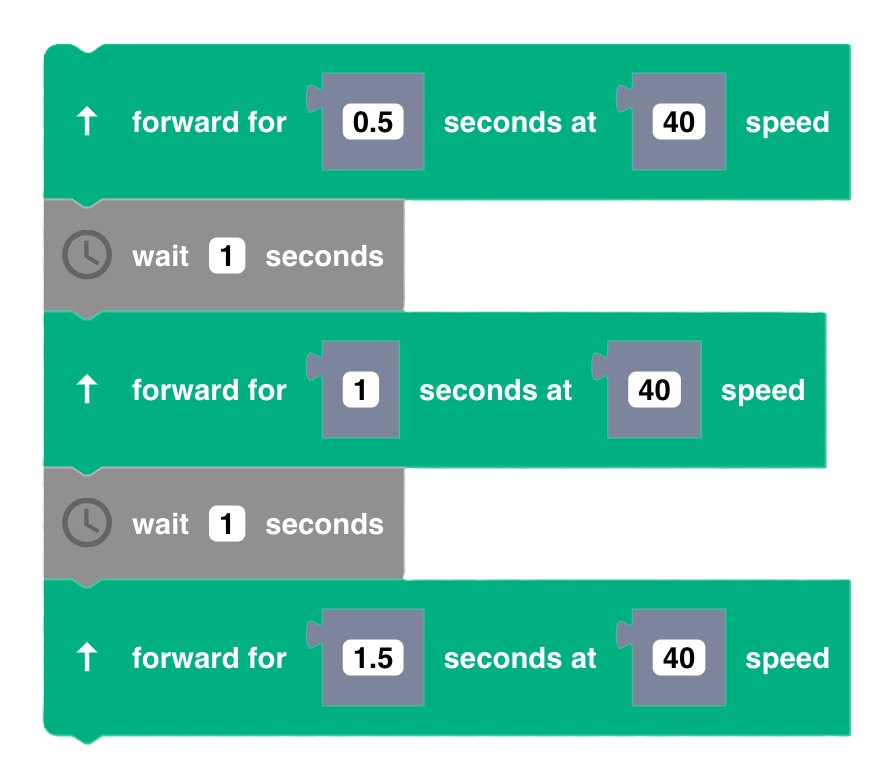 forward for 0.5 seconds at 40 speed
wait 1 seconds
forward for 1 seconds at 40 speed
wait 1 seconds
forward for 1.5 seconds at 40 speed